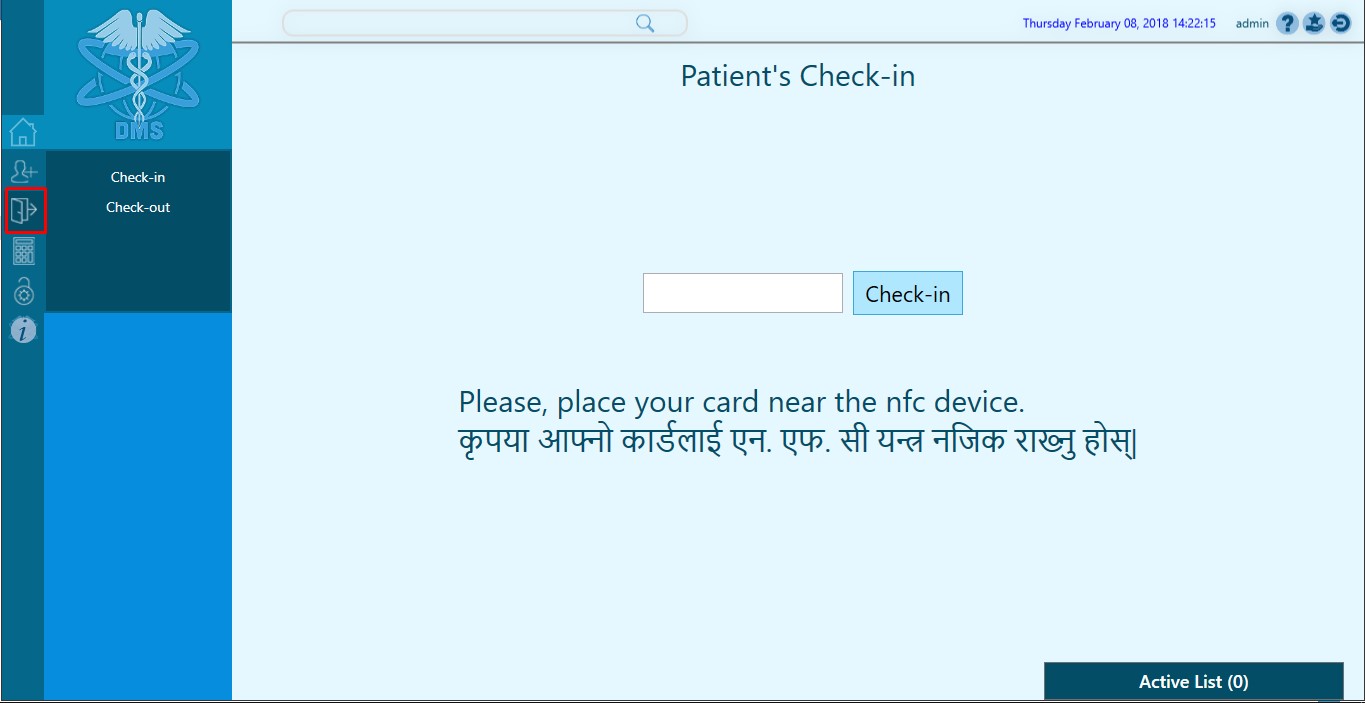 Thursday February 08, 2018 14:22:15 admin ?
DMS
Patient's Check-in
Check-in
Check-out
i
Check-in
Please, place your card near the nfc device.
कृपया आफ्नो कार्डलाई एन. एफ. सी यन्त्र नजिक राख्नु होस्|
Active List (0)